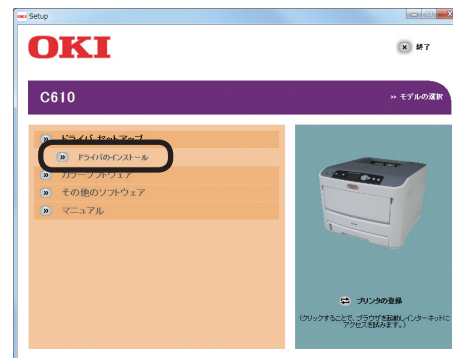 Setup
OKI
終了
C610
モデルの選択
ドライバ セットアップ
ドライバのインストール
カラーソフトウェア
その他のソフトウェア
マニュアル
プリンタの登録
(クリックすることで、ブラウザを起動しインターネットに
アクセスを試みます。)